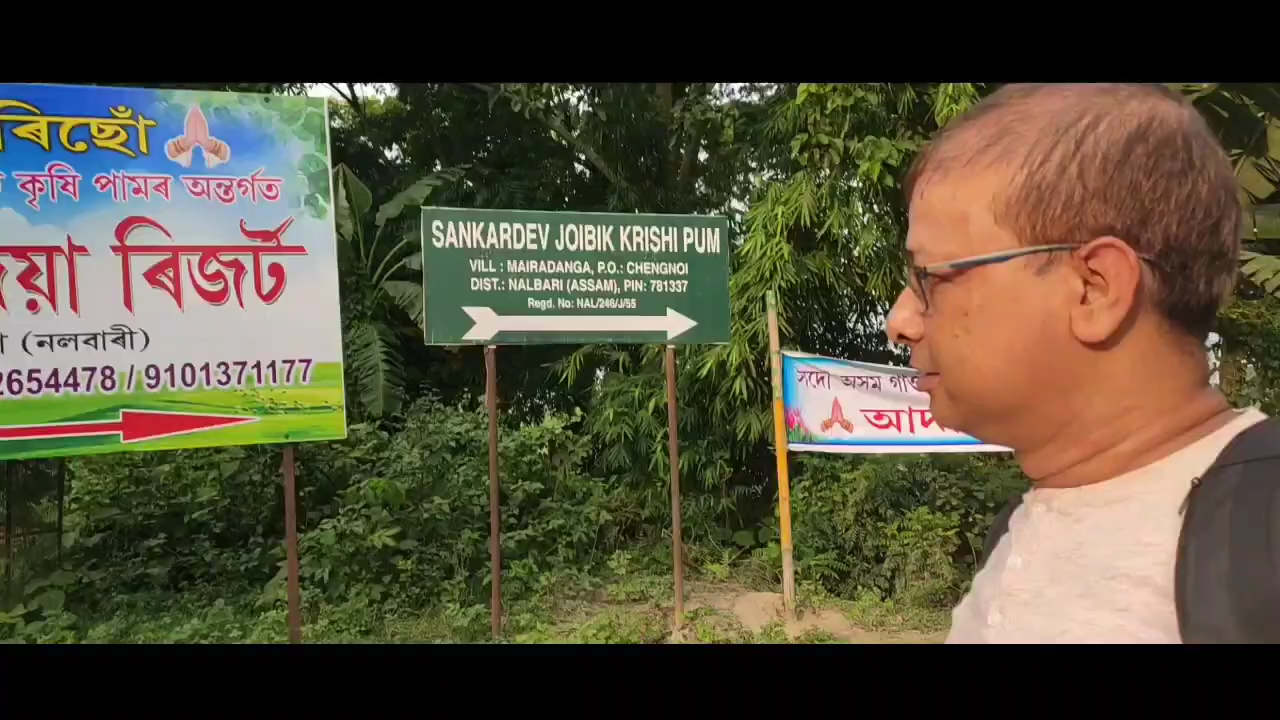 কৃষি পামৰ অন্তৰ্গত
ৰিজৰ্ট
(নলবাৰী)
2654478 / 9101371177
SANKARDEV JOIBIK KRISHI PUM
VILL : MAIRADANGA, P.O.: CHENGNOI
DIST.: NALBARI (ASSAM), PIN: 781337
Regd. No: NAL/246/J/55
সদৌ অসম